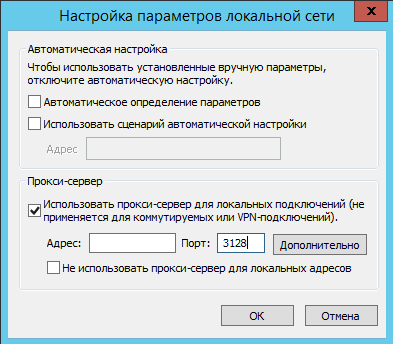 Настройка параметров локальной сети
x
Автоматическая настройка
Чтобы использовать установленные вручную параметры,
отключите автоматическую настройку.
Автоматическое определение параметров
Использовать сценарий автоматической настройки
Адрес
Прокси-сервер
Использовать прокси-сервер для локальных подключений (не
применяется для коммутируемых или VPN-подключений).
Адрес: Порт: 3128 Дополнительно
Не использовать прокси-сервер для локальных адресов
ОК Отмена